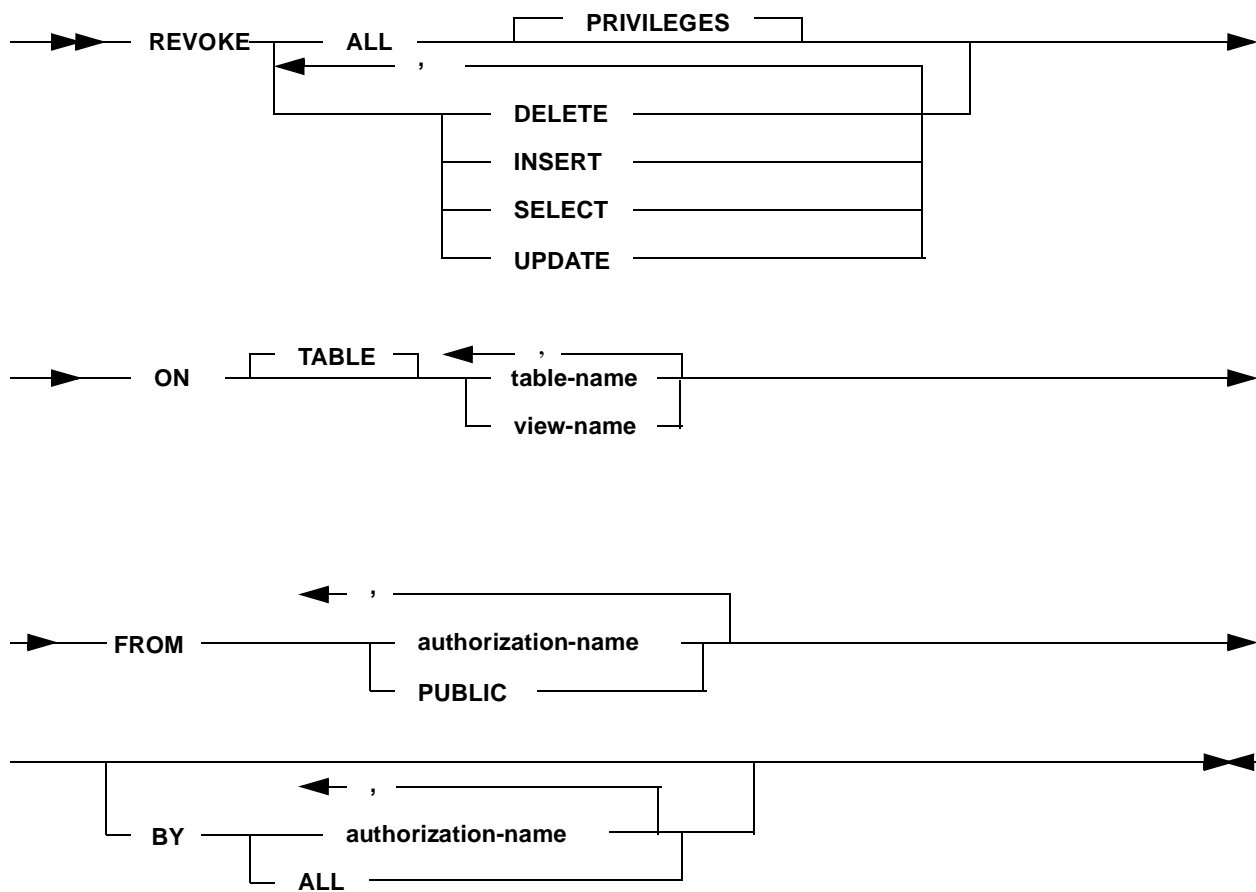 PRIVILEGES
REVOKE ALL
,
DELETE
INSERT
SELECT
UPDATE
TABLE ,
ON table-name
view-name
,
FROM authorization-name
PUBLIC
,
BY authorization-name
ALL